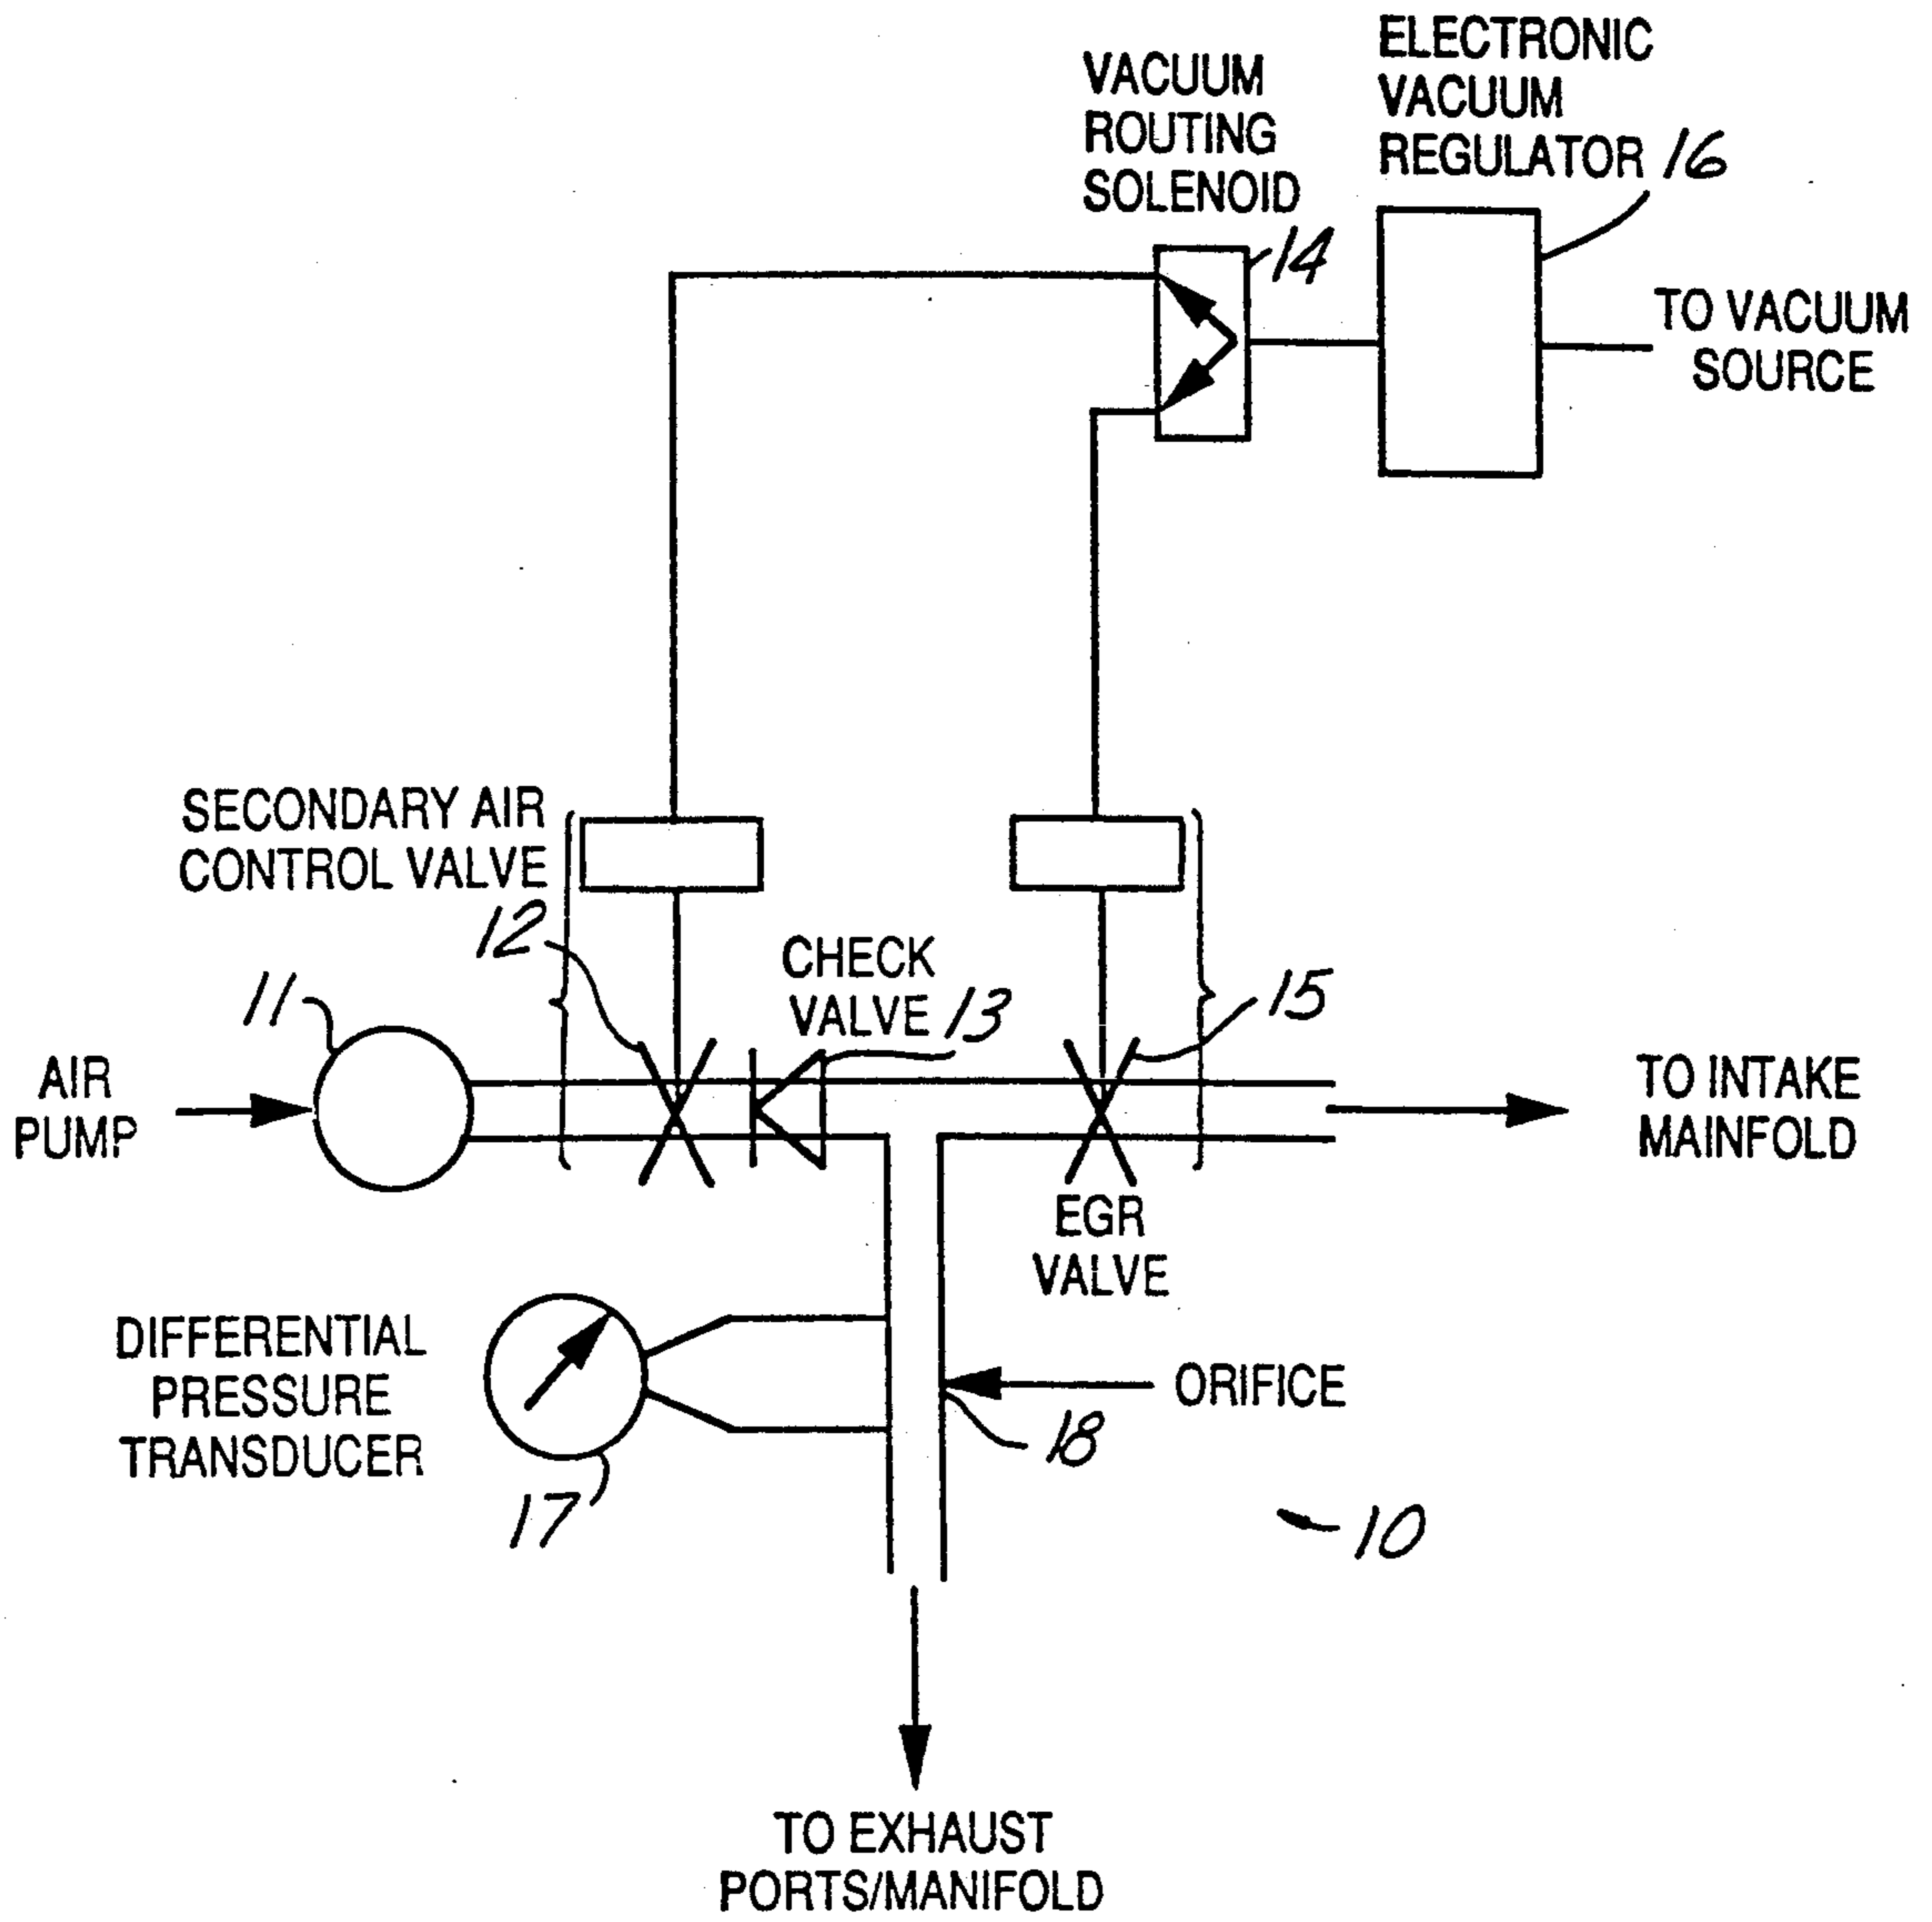 ELECTRONIC
VACUUM
REGULATOR 16
VACUUM
ROUTING
SOLENOID
14
TO VACUUM
SOURCE
SECONDARY AIR
CONTROL VALVE
12
CHECK
VALVE 13
11
15
AIR
PUMP
TO INTAKE
MAINFOLD
EGR
VALVE
DIFFERENTIAL
PRESSURE
TRANSDUCER
17
ORIFICE
18
10
TO EXHAUST
PORTS/MANIFOLD